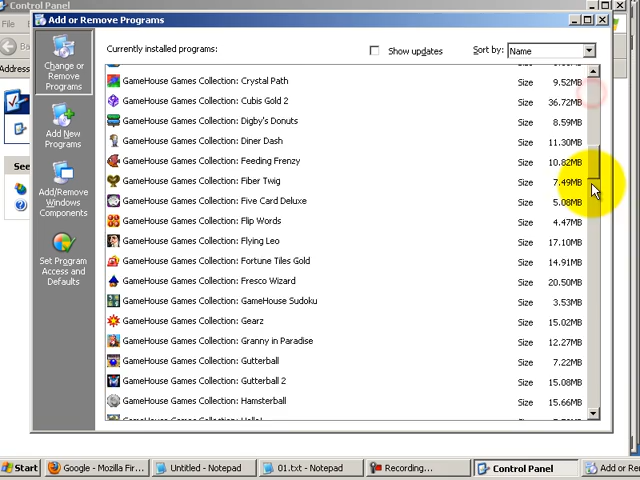 Control Panel
Add or Remove Programs
File
Ba
Address
See
Change or
Remove
Programs
Add New
Programs
Add/Remove
Windows
Components
Set Program
Access and
Defaults
Currently installed programs:
Show updates
Sort by: Name
GameHouse Games Collection: Crystal Path Size 9.52MB
GameHouse Games Collection: Cubis Gold 2 Size 36.72MB
GameHouse Games Collection: Digby's Donuts Size 8.59MB
GameHouse Games Collection: Diner Dash Size 11.30MB
GameHouse Games Collection: Feeding Frenzy Size 10.82MB
GameHouse Games Collection: Fiber Twig Size 7.49MB
GameHouse Games Collection: Five Card Deluxe Size 5.08MB
GameHouse Games Collection: Flip Words Size 4.47MB
GameHouse Games Collection: Flying Leo Size 17.10MB
GameHouse Games Collection: Fortune Tiles Gold Size 14.91MB
GameHouse Games Collection: Fresco Wizard Size 20.50MB
GameHouse Games Collection: GameHouse Sudoku Size 3.53MB
GameHouse Games Collection: Gearz Size 15.02MB
GameHouse Games Collection: Granny in Paradise Size 12.27MB
GameHouse Games Collection: Gutterball Size 7.22MB
GameHouse Games Collection: Gutterball 2 Size 15.08MB
GameHouse Games Collection: Hamsterball Size 15.66MB
Start
Google - Mozilla Fir...
Untitled - Notepad
01.txt - Notepad
Recording...
Control Panel
Add or Re